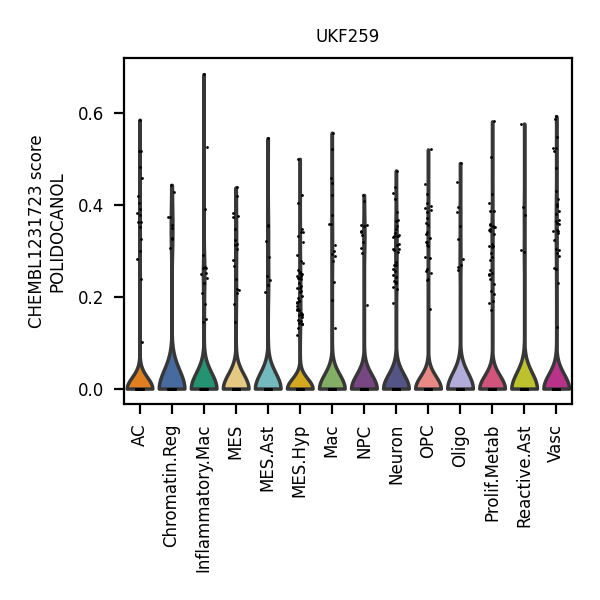 UKF259
CHEMBL1231723 score
POLIDOCANOL
0.6
0.4
0.2
0.0
AC
Chromatin.Reg
Inflammatory.Mac
MES
MES.Ast
MES.Hyp
Mac
NPC
Neuron
OPC
Oligo
Prolif.Metab
Reactive.Ast
Vasc